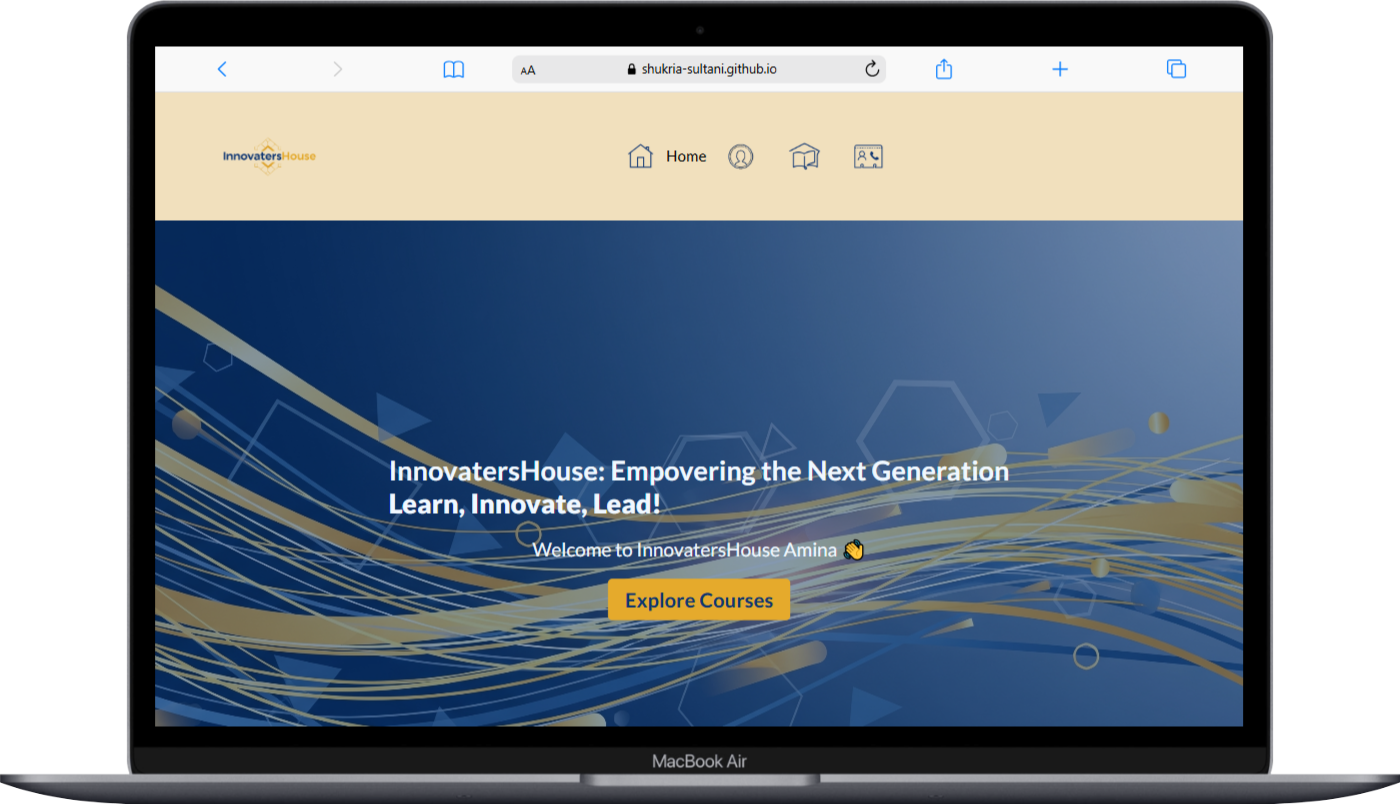 AA
shukria-sultani.github.io
InnovatersHouse
Home
InnovatersHouse: Empovering the Next Generation
Learn, Innovate, Lead!
Welcome to InnovatersHouse Amina 👏
Explore Courses
MacBook Air